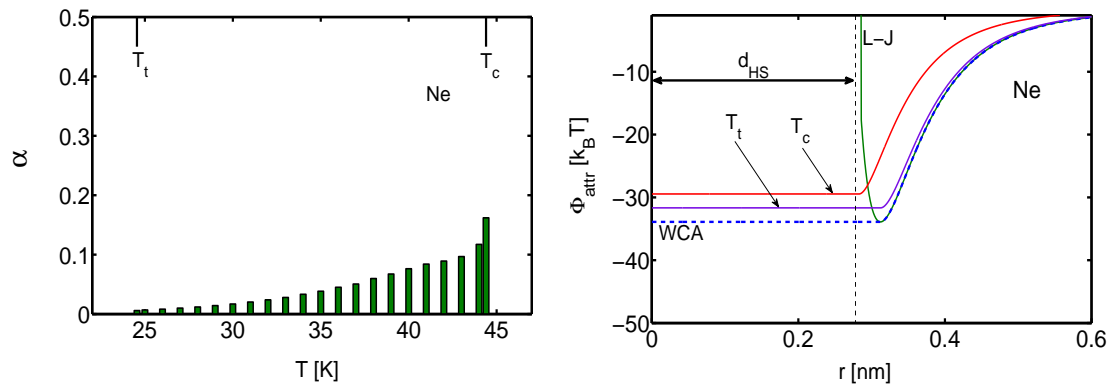 0.5
0.4
0.3
0.2
0.1
0
α
T_t
T_c
Ne
25
30
35
40
45
T [K]
−10
−20
−30
−40
−50
Φ_attr [k_B T]
d_HS
L−J
Ne
T_t
T_c
WCA
0
0.2
0.4
0.6
r [nm]